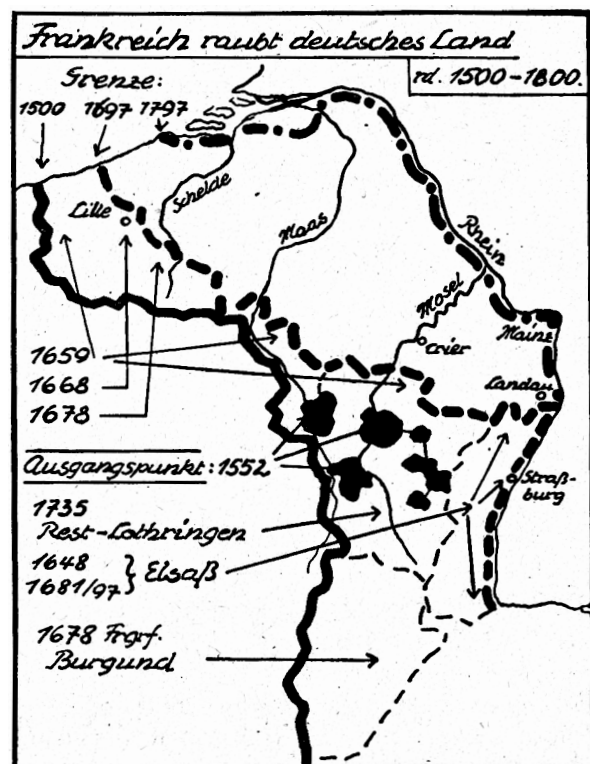 Frankreich raubt deutsches Land
rd. 1500-1800.
Grenze:
1500 1697 1797
Schelde
Lille
Maas
Rhein
Mosel
Mainz
Trier
1659
1668
1678
Landau
Ausgangspunkt: 1552
Straß-
burg
1735
Rest-Lothringen
1648
1681/97 } Elsaß
1678 Frgrf.
Burgund